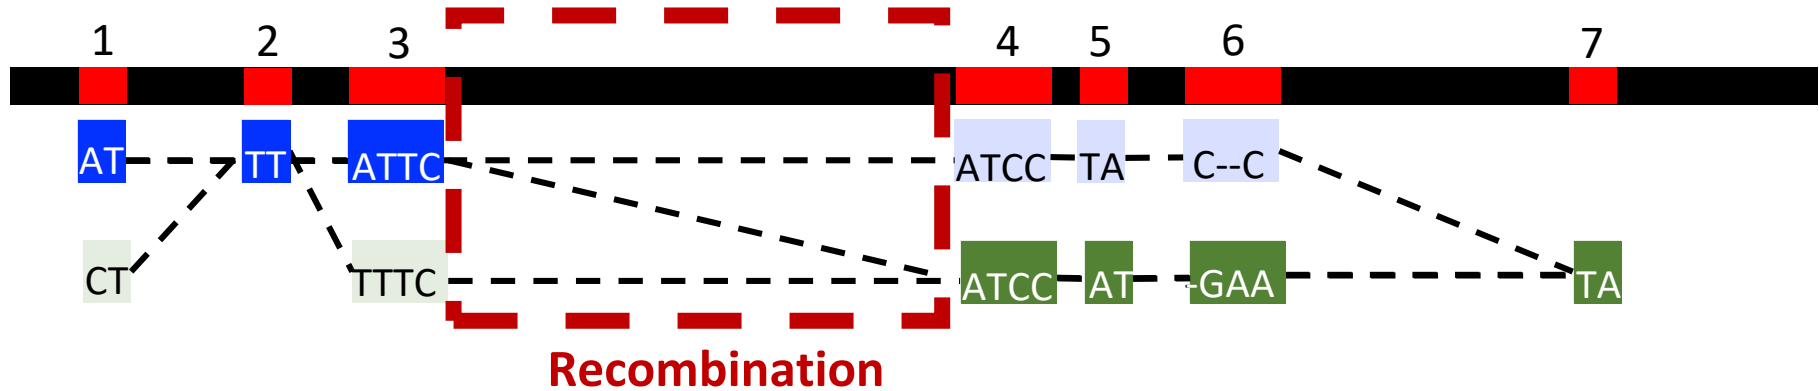 1 2 3 4 5 6 7
AT TT ATTC ATCC TA C--C
CT TTTC ATCC AT -GAA TA
Recombination